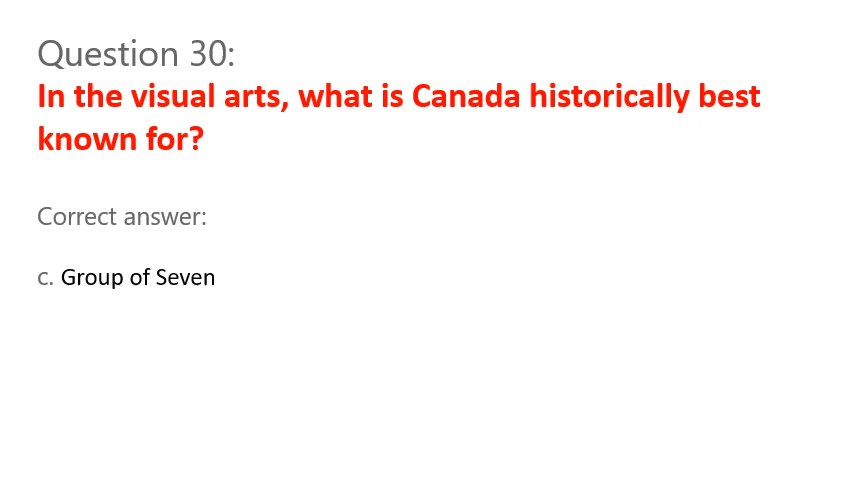 Question 30:
In the visual arts, what is Canada historically best
known for?
Correct answer:
c. Group of Seven